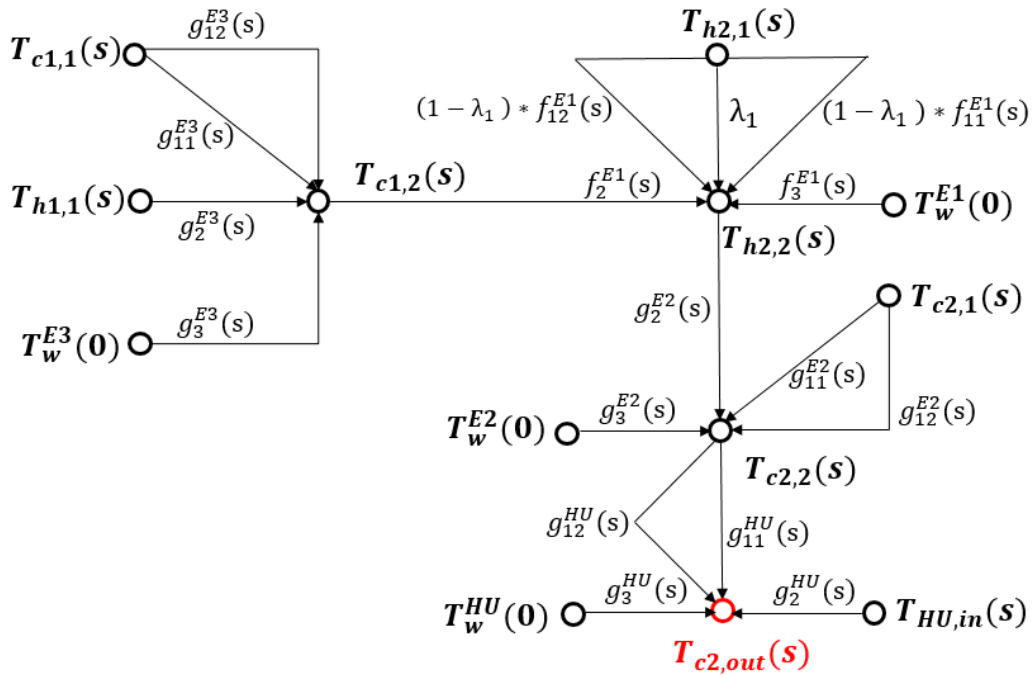 g_{12}^{E3}(s)
T_{c1,1}(s)
T_{h2,1}(s)
(1 − λ_1 ) * f_{12}^{E1}(s)
λ_1
(1 − λ_1 ) * f_{11}^{E1}(s)
g_{11}^{E3}(s)
T_{c1,2}(s)
f_2^{E1}(s)
f_3^{E1}(s)
T_{h1,1}(s)
T_w^{E1}(0)
g_2^{E3}(s)
T_{h2,2}(s)
T_{c2,1}(s)
g_2^{E2}(s)
g_3^{E3}(s)
T_w^{E3}(0)
g_{11}^{E2}(s)
g_{12}^{E2}(s)
g_3^{E2}(s)
T_w^{E2}(0)
T_{c2,2}(s)
g_{12}^{HU}(s)
g_{11}^{HU}(s)
g_3^{HU}(s)
g_2^{HU}(s)
T_w^{HU}(0)
T_{HU,in}(s)
T_{c2,out}(s)